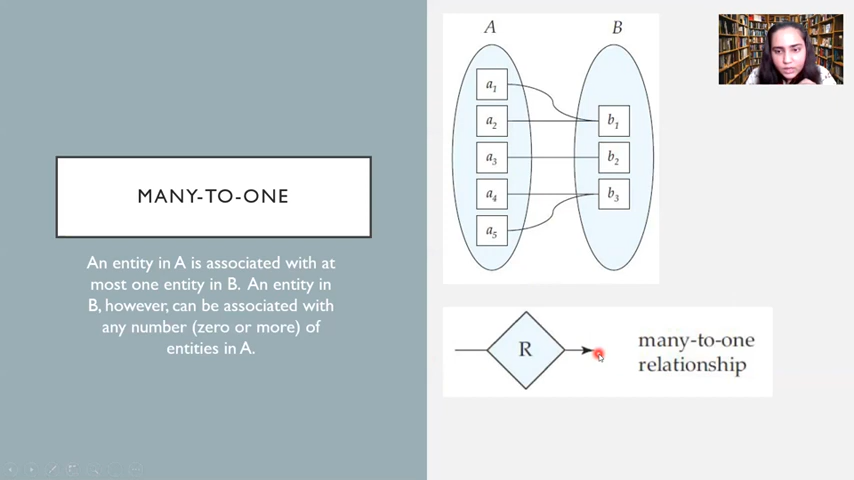 MANY-TO-ONE
An entity in A is associated with at
most one entity in B. An entity in
B, however, can be associated with
any number (zero or more) of
entities in A.
A B
a1
a2
a3
a4
a5
b1
b2
b3
R
many-to-one
relationship